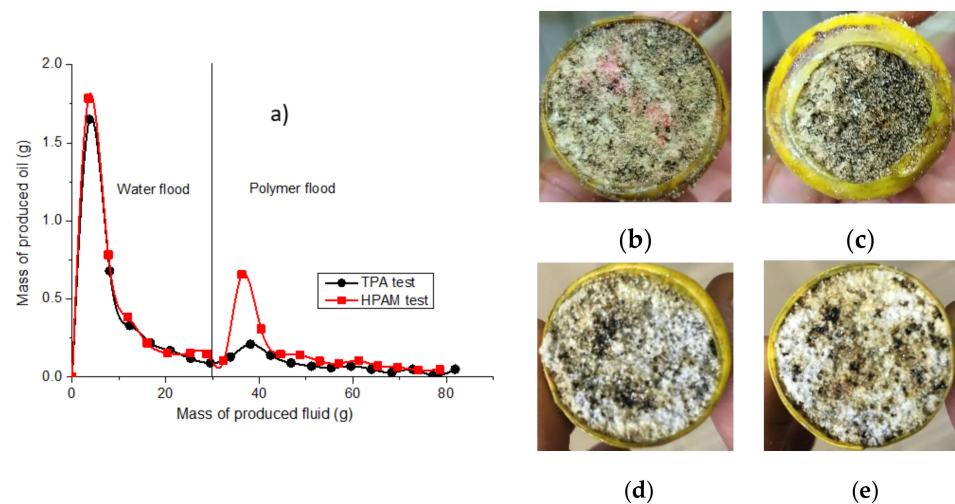 a)
2.0
1.5
1.0
0.5
0.0
Mass of produced oil (g)
Water flood
Polymer flood
TPA test
HPAM test
0
20
40
60
80
Mass of produced fluid (g)
(b)
(c)
(d)
(e)